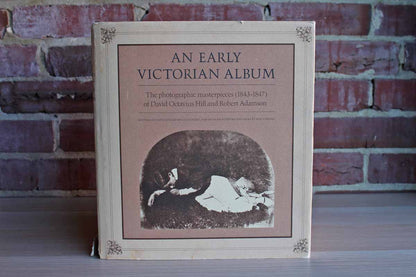 AN EARLY
VICTORIAN ALBUM
The photographic masterpieces (1843-1847)
of David Octavius Hill and Robert Adamson